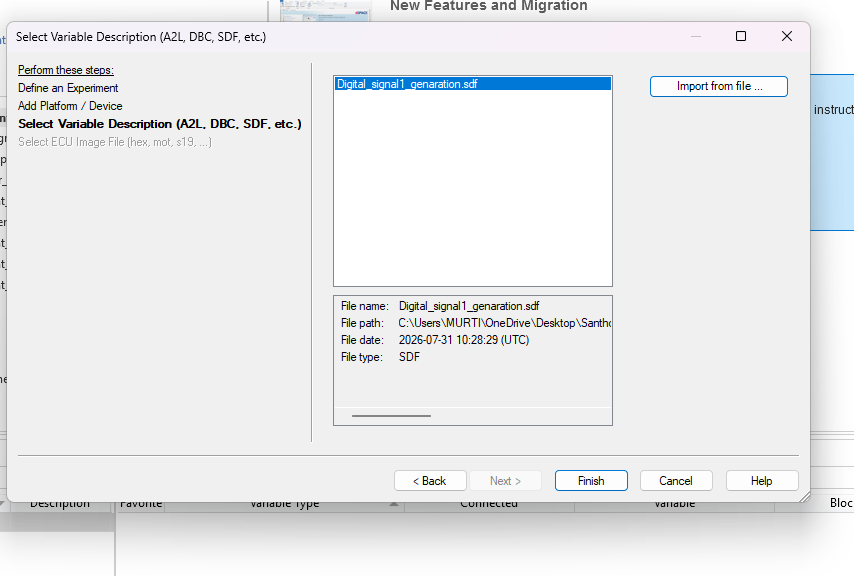 New Features and Migration
Select Variable Description (A2L, DBC, SDF, etc.)
Perform these steps:
Define an Experiment
Add Platform / Device
Select Variable Description (A2L, DBC, SDF, etc.)
Select ECU Image File (hex, mot, s19, ...)
Digital_signal1_genaration.sdf
Import from file ...
instruct
File name: Digital_signal1_genaration.sdf
File path: C:\Users\MURTI\OneDrive\Desktop\Santho
File date: 2026-07-31 10:28:29 (UTC)
File type: SDF
< Back
Next >
Finish
Cancel
Help
Description
Favorite
Variable Type
Connected
Variable
Bloc